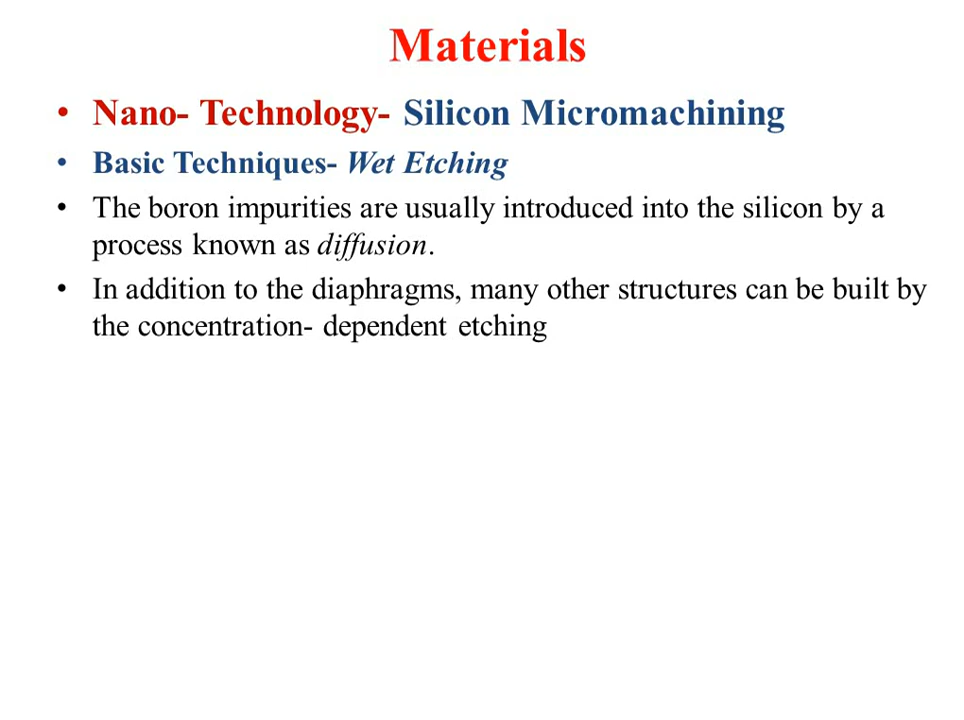 Materials
• Nano- Technology- Silicon Micromachining
• Basic Techniques- Wet Etching
• The boron impurities are usually introduced into the silicon by a
process known as diffusion.
• In addition to the diaphragms, many other structures can be built by
the concentration- dependent etching